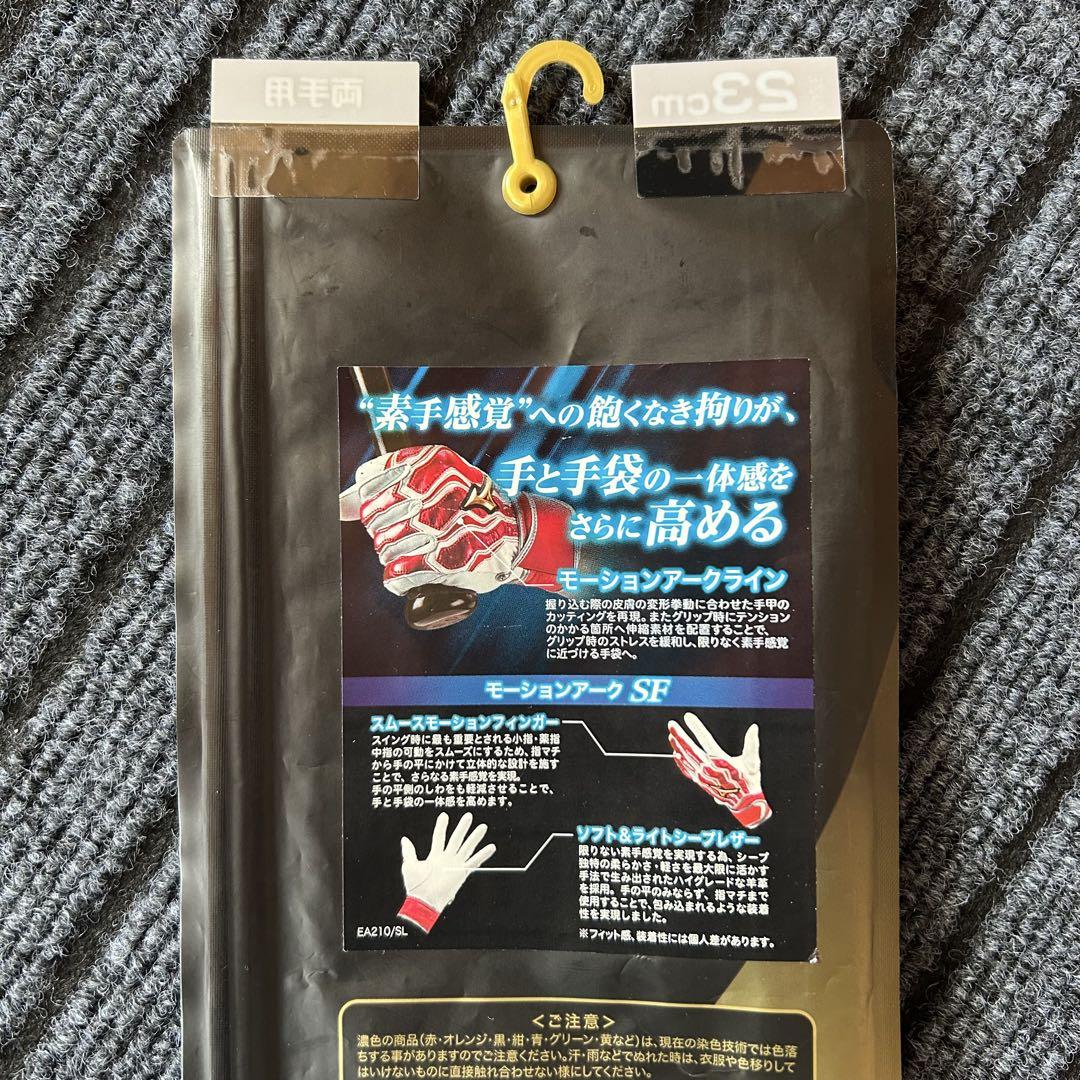 両手用
23cm
“素手感覚”への飽くなき拘りが、
手と手袋の一体感を
さらに高める
モーションアークライン
握り込む際の皮膚の変形挙動に合わせた手甲の
カッティングを再現。またグリップ時にテンション
のかかる箇所へ伸縮素材を配置することで、
グリップ時のストレスを緩和し、限りなく素手感覚
に近づける手袋へ。
モーションアーク SF
スムースモーションフィンガー
スイング時に最も重要とされる小指・薬指
中指の可動をスムーズにするため、指マチ
から手の平にかけて立体的な設計を施す
ことで、さらなる素手感覚を実現。
手の平側のしわをも軽減させることで、
手と手袋の一体感を高めます。
ソフト&ライトシープレザー
限りない素手感覚を実現する為、シープ
独特の柔らかさ・軽さを最大限に活かす
手法で生み出されたハイグレードな羊革
を採用。手の平のみならず、指マチまで
使用することで、包み込まれるような装着
性を実現しました。
EA210/SL
※フィット感、装着性には個人差があります。
<ご注意>
濃色の商品(赤・オレンジ・黒・紺・青・グリーン・黄など)は、現在の染色技術では色落
ちする事がありますのでご注意ください。汗・雨などでぬれた時は、衣服や色移りして
はいけないものに直接触れ合わせない様にしてください。